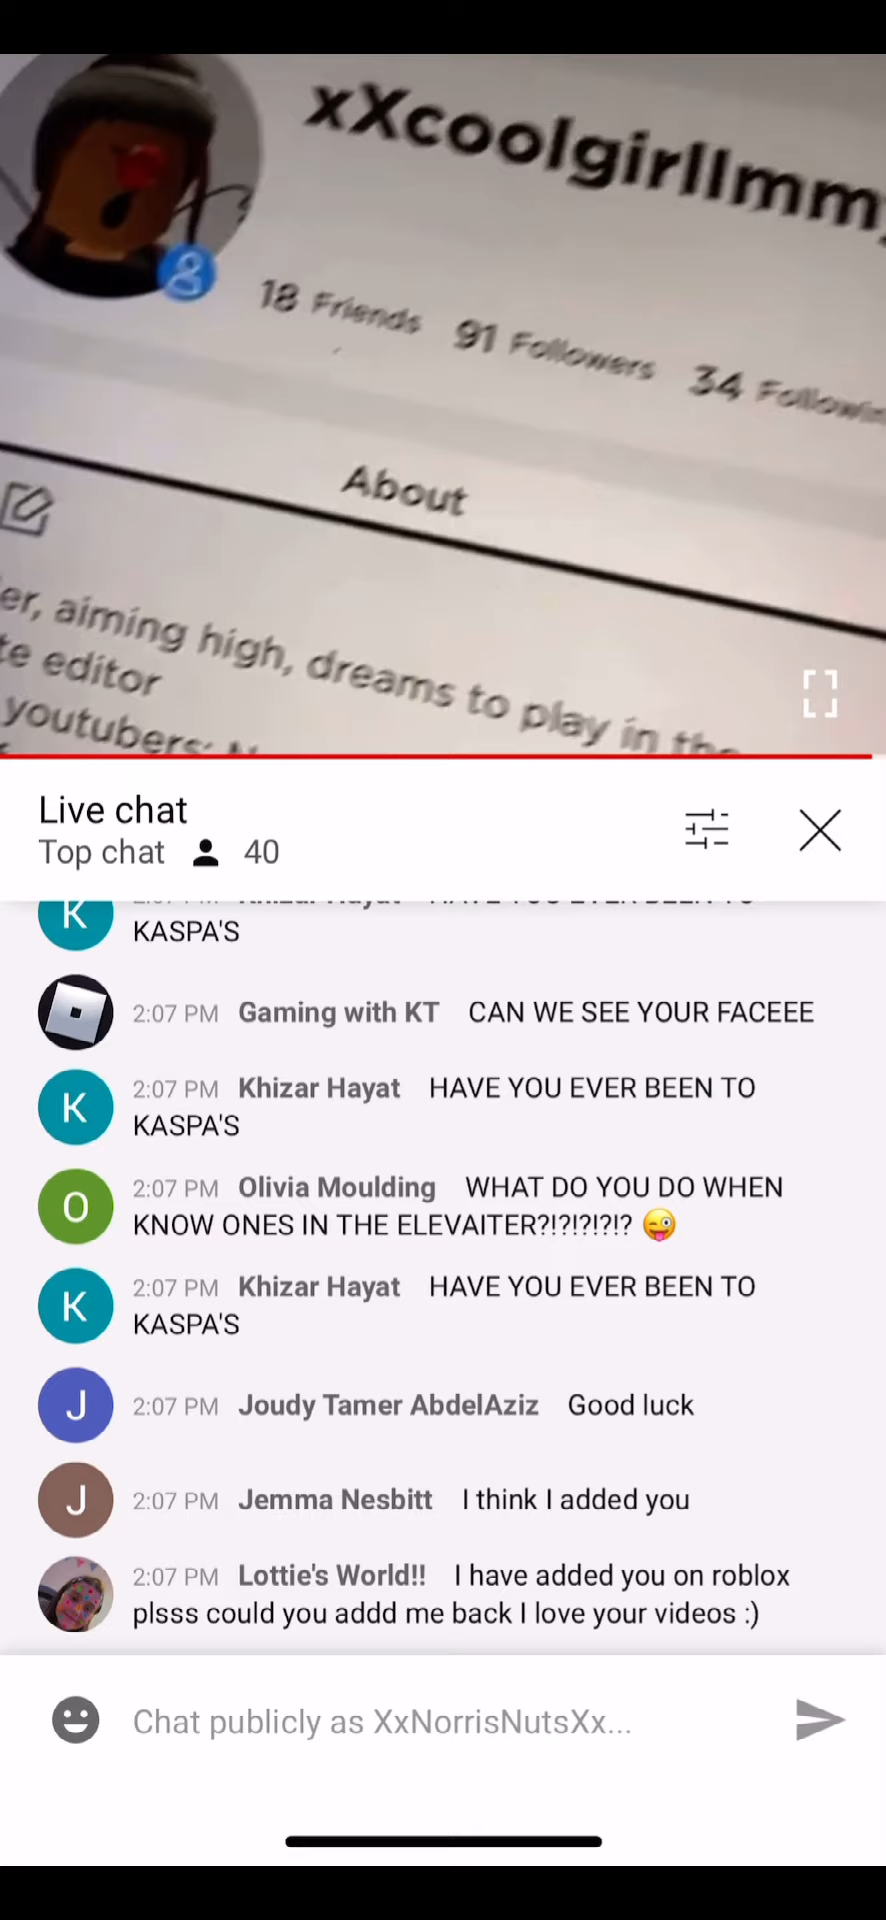 xXcoolgirllmm
18 Friends 91 Followers 34
About
aiming high, dreams to play in
editor
youtubers:
Live chat
Top chat 40
KASPA'S
2:07 PM Gaming with KT CAN WE SEE YOUR FACEEE
2:07 PM Khizar Hayat HAVE YOU EVER BEEN TO
KASPA'S
2:07 PM Olivia Moulding WHAT DO YOU DO WHEN
KNOW ONES IN THE ELEVAITER?!?!?!?!? 😜
2:07 PM Khizar Hayat HAVE YOU EVER BEEN TO
KASPA'S
2:07 PM Joudy Tamer AbdelAziz Good luck
2:07 PM Jemma Nesbitt I think I added you
2:07 PM Lottie's World!! I have added you on roblox
plsss could you addd me back I love your videos :)
Chat publicly as XxNorrisNutsXx...
K
K
O
K
J
J